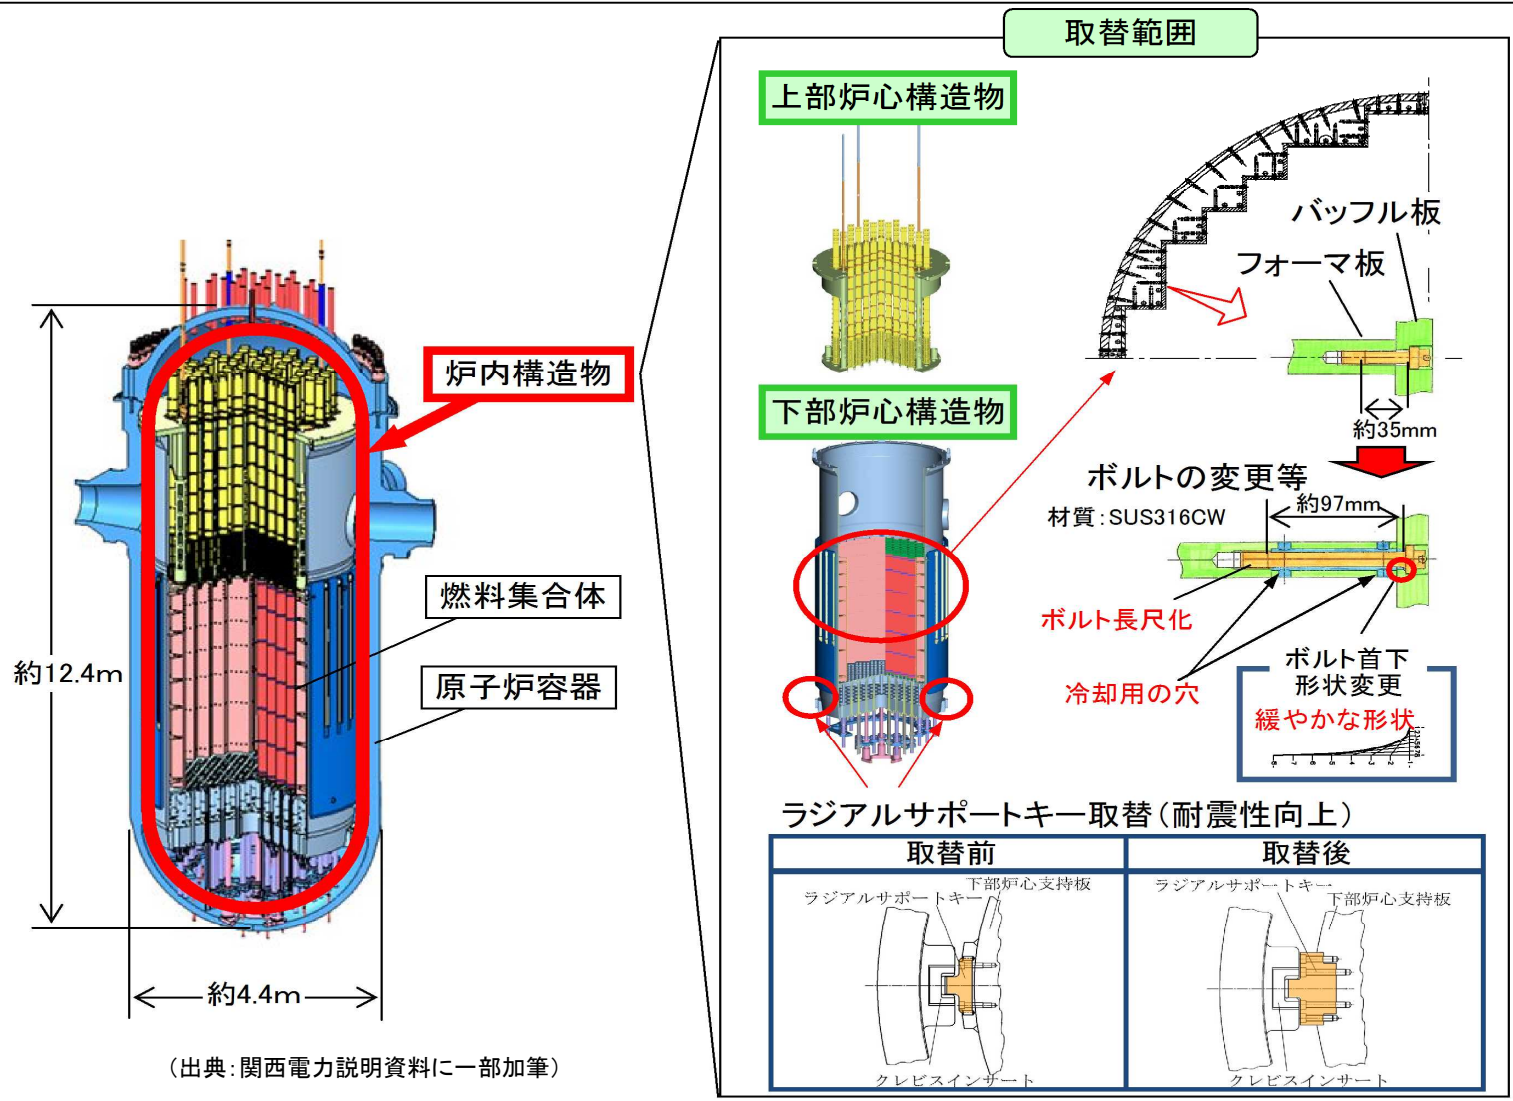 取替範囲
上部炉心構造物
バッフル板
フォーマ板
炉内構造物
下部炉心構造物
約35mm
ボルトの変更等
材質：SUS316CW
約97mm
燃料集合体
原子炉容器
約12.4m
ボルト長尺化
冷却用の穴
ボルト首下
形状変更
緩やかな形状
ラジアルサポートキー取替（耐震性向上）
取替前
取替後
ラジアルサポートキー
下部炉心支持板
クレビスインサート
ラジアルサポートキー
下部炉心支持板
クレビスインサート
約4.4m
（出典：関西電力説明資料に一部加筆）